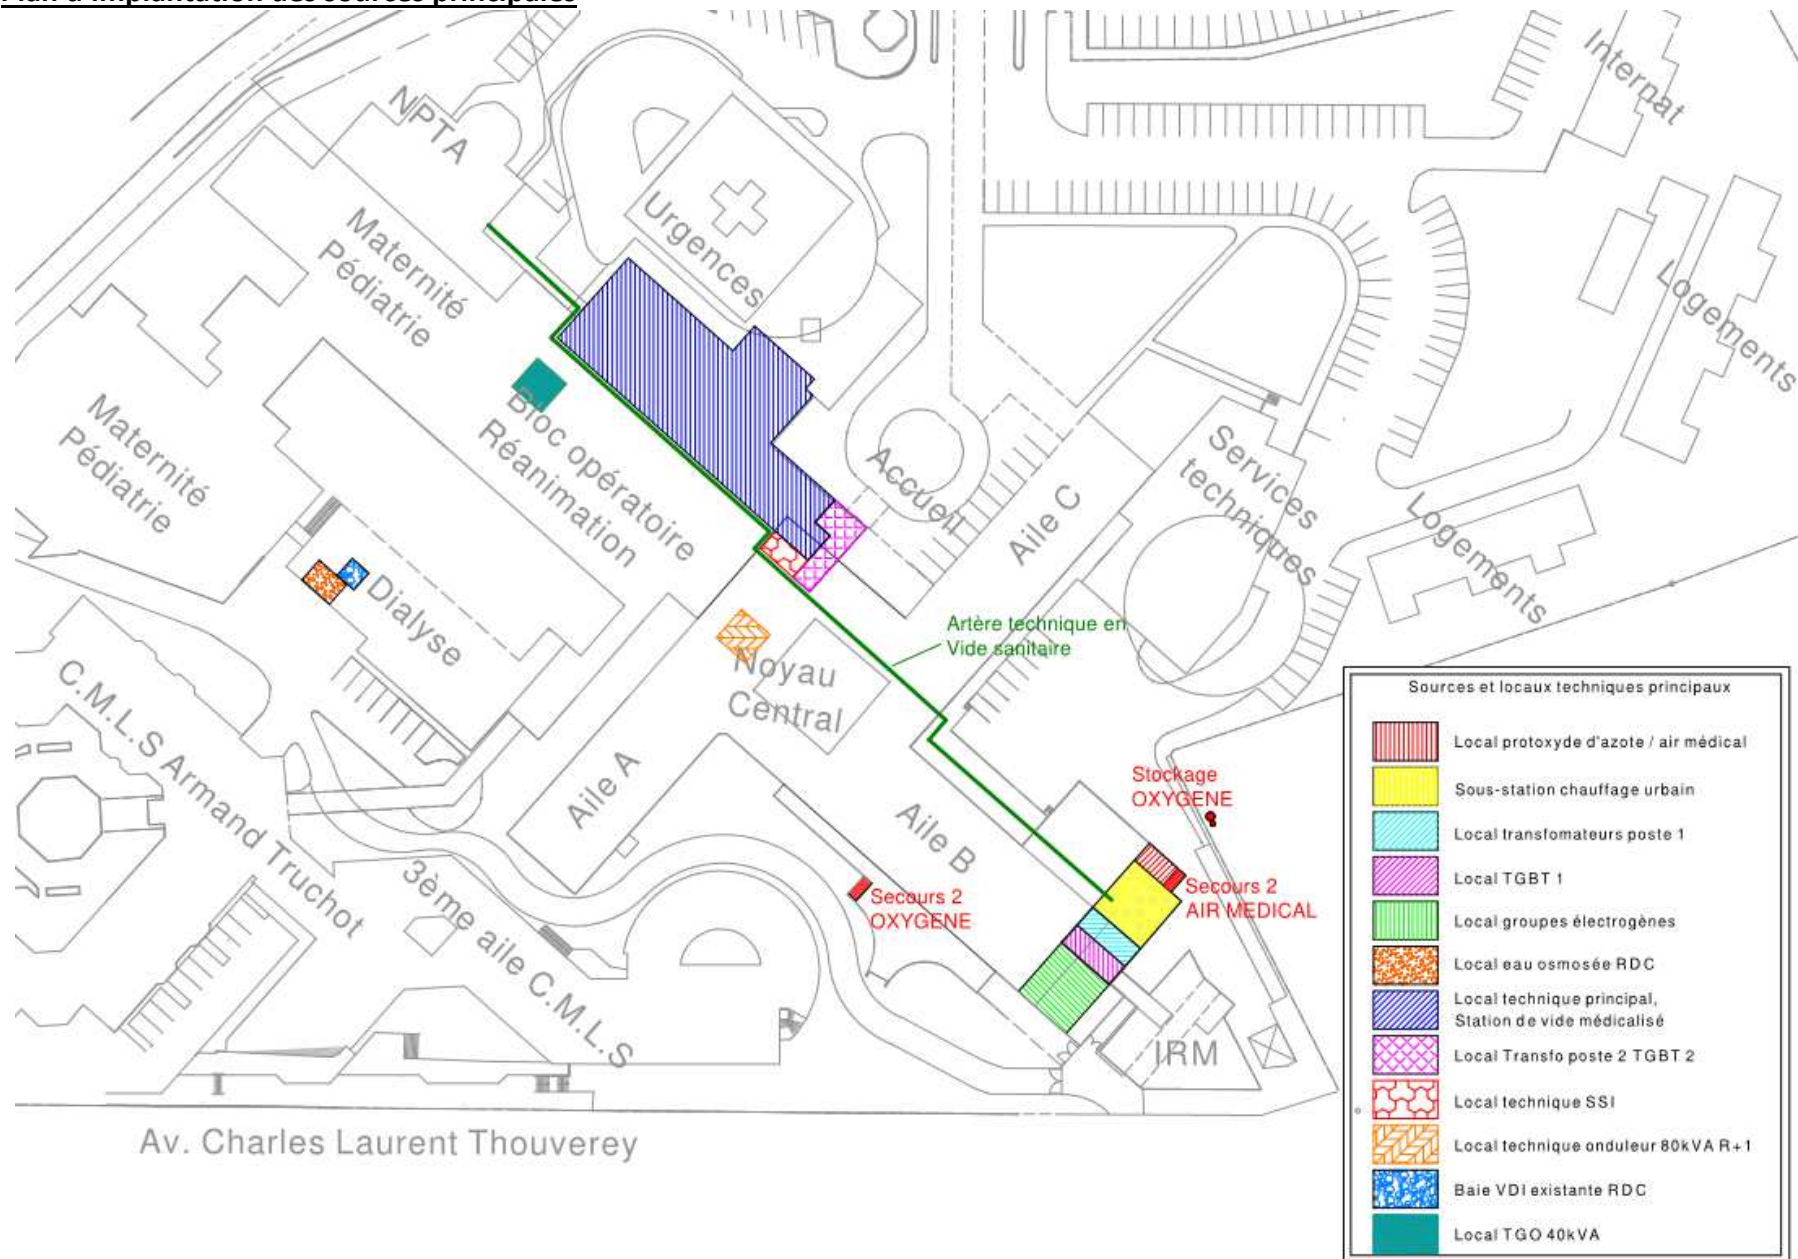 Plan d'implantation des sources principales
Internat
NPTA
Urgences
Maternité
Pédiatrie
Logements
Maternité
Pédiatrie
Bloc opératoire
Réanimation
Accueil
Aile C
Services
techniques
Logements
Dialyse
Artère technique en
Vide sanitaire
Noyau
Central
C.M.L.S Armand Truchot
Aile A
Aile B
Stockage
OXYGENE
3ème aile C.M.L.S
Secours 2
OXYGENE
Secours 2
AIR MEDICAL
IRM
Av. Charles Laurent Thouverey
Sources et locaux techniques principaux
Local protoxyde d'azote / air médical
Sous-station chauffage urbain
Local transfomateurs poste 1
Local TGBT 1
Local groupes électrogènes
Local eau osmosée RDC
Local technique principal,
Station de vide médicalisé
Local Transfo poste 2 TGBT 2
Local technique SSI
Local technique onduleur 80kVA R+1
Baie VDI existante RDC
Local TGO 40kVA